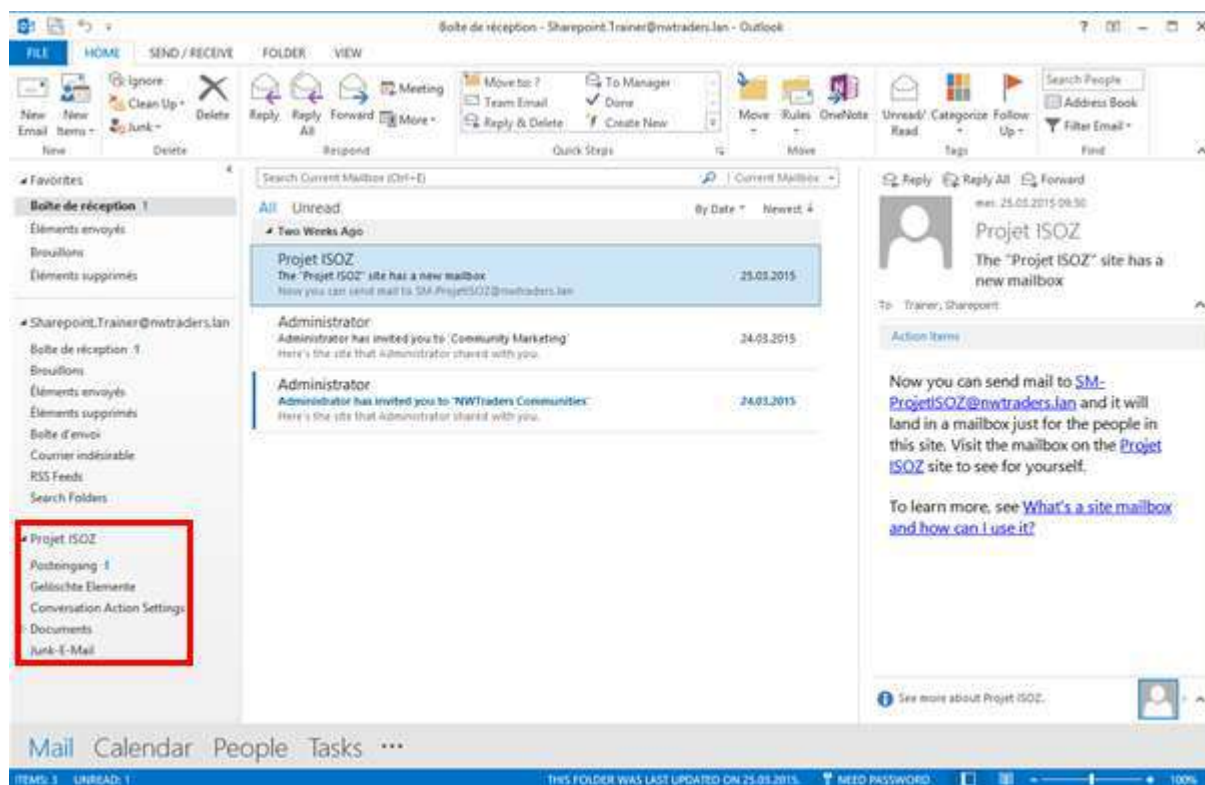 Boîte de réception - Sharepoint.Trainer@nwtraders.lan - Outlook
FILE HOME SEND / RECEIVE FOLDER VIEW
New Email
New Items
Ignore
Clean Up
Junk
Delete
Reply
Reply All
Forward
Meeting
More
Move to: ?
Team Email
Reply & Delete
To Manager
Done
Create New
Move
Rules
OneNote
Unread/ Read
Categorize
Follow Up
Search People
Address Book
Filter Email
New Delete Respond Quick Steps Move Tags Find
Favorites
Boîte de réception 1
Éléments envoyés
Brouillons
Éléments supprimés
Sharepoint.Trainer@nwtraders.lan
Boîte de réception 1
Brouillons
Éléments envoyés
Éléments supprimés
Boîte d'envoi
Courrier indésirable
RSS Feeds
Search Folders
Projet ISOZ
Posteingang 1
Gelöschte Elemente
Conversation Action Settings
Documents
Junk-E-Mail
Search Current Mailbox (Ctrl+E) Current Mailbox
All Unread By Date Newest
Two Weeks Ago
Projet ISOZ
The "Projet ISOZ" site has a new mailbox 25.03.2015
Now you can send mail to SM-ProjetISOZ@nwtraders.lan
Administrator
Administrator has invited you to 'Community Marketing' 24.03.2015
Here's the site that Administrator shared with you.
Administrator
Administrator has invited you to 'NWTraders Communities' 24.03.2015
Here's the site that Administrator shared with you.
Reply Reply All Forward
mer. 25.03.2015 09:50
Projet ISOZ
The "Projet ISOZ" site has a
new mailbox
To Trainer, Sharepoint
Action Items
Now you can send mail to SM-
ProjetISOZ@nwtraders.lan and it will
land in a mailbox just for the people in
this site. Visit the mailbox on the Projet
ISOZ site to see for yourself.
To learn more, see What's a site mailbox
and how can I use it?
See more about Projet ISOZ.
Mail Calendar People Tasks ...
ITEMS: 3 UNREAD: 1 THIS FOLDER WAS LAST UPDATED ON 25.03.2015. NEED PASSWORD 100%